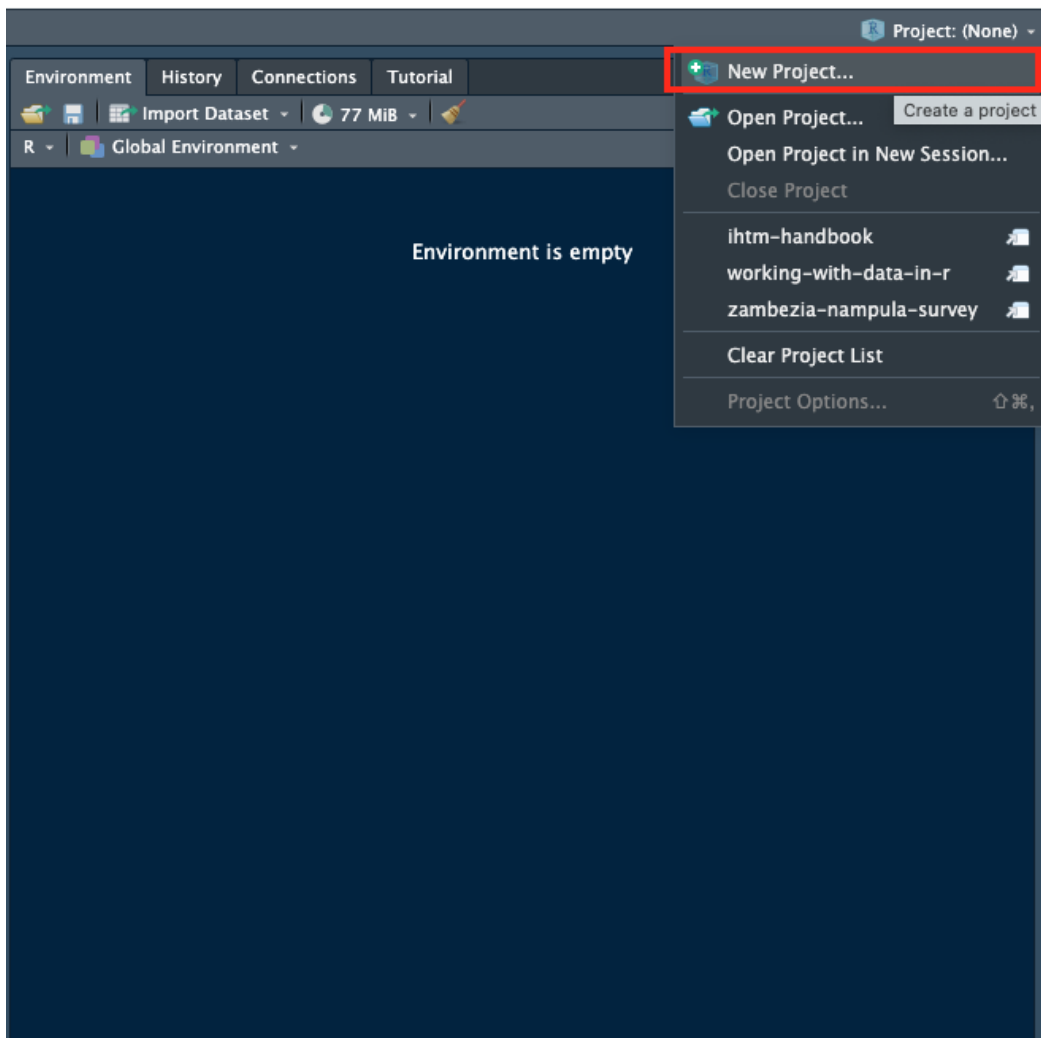 Project: (None)
Environment History Connections Tutorial
New Project...
Import Dataset 77 MiB
Open Project...
Create a project
R Global Environment
Open Project in New Session...
Close Project
ihtm-handbook
Environment is empty
working-with-data-in-r
zambezia-nampula-survey
Clear Project List
Project Options... ⇧⌘,